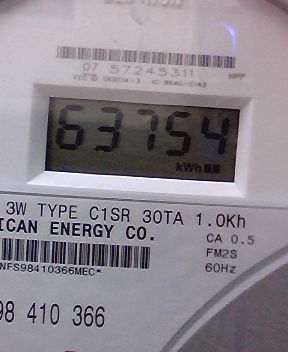 07 57245311
63754
kWh
3W TYPE C1SR 30TA 1.0Kh
ICAN ENERGY CO.
CA 0.5
FM2S
NFS98410366MEC*
60Hz
98 410 366